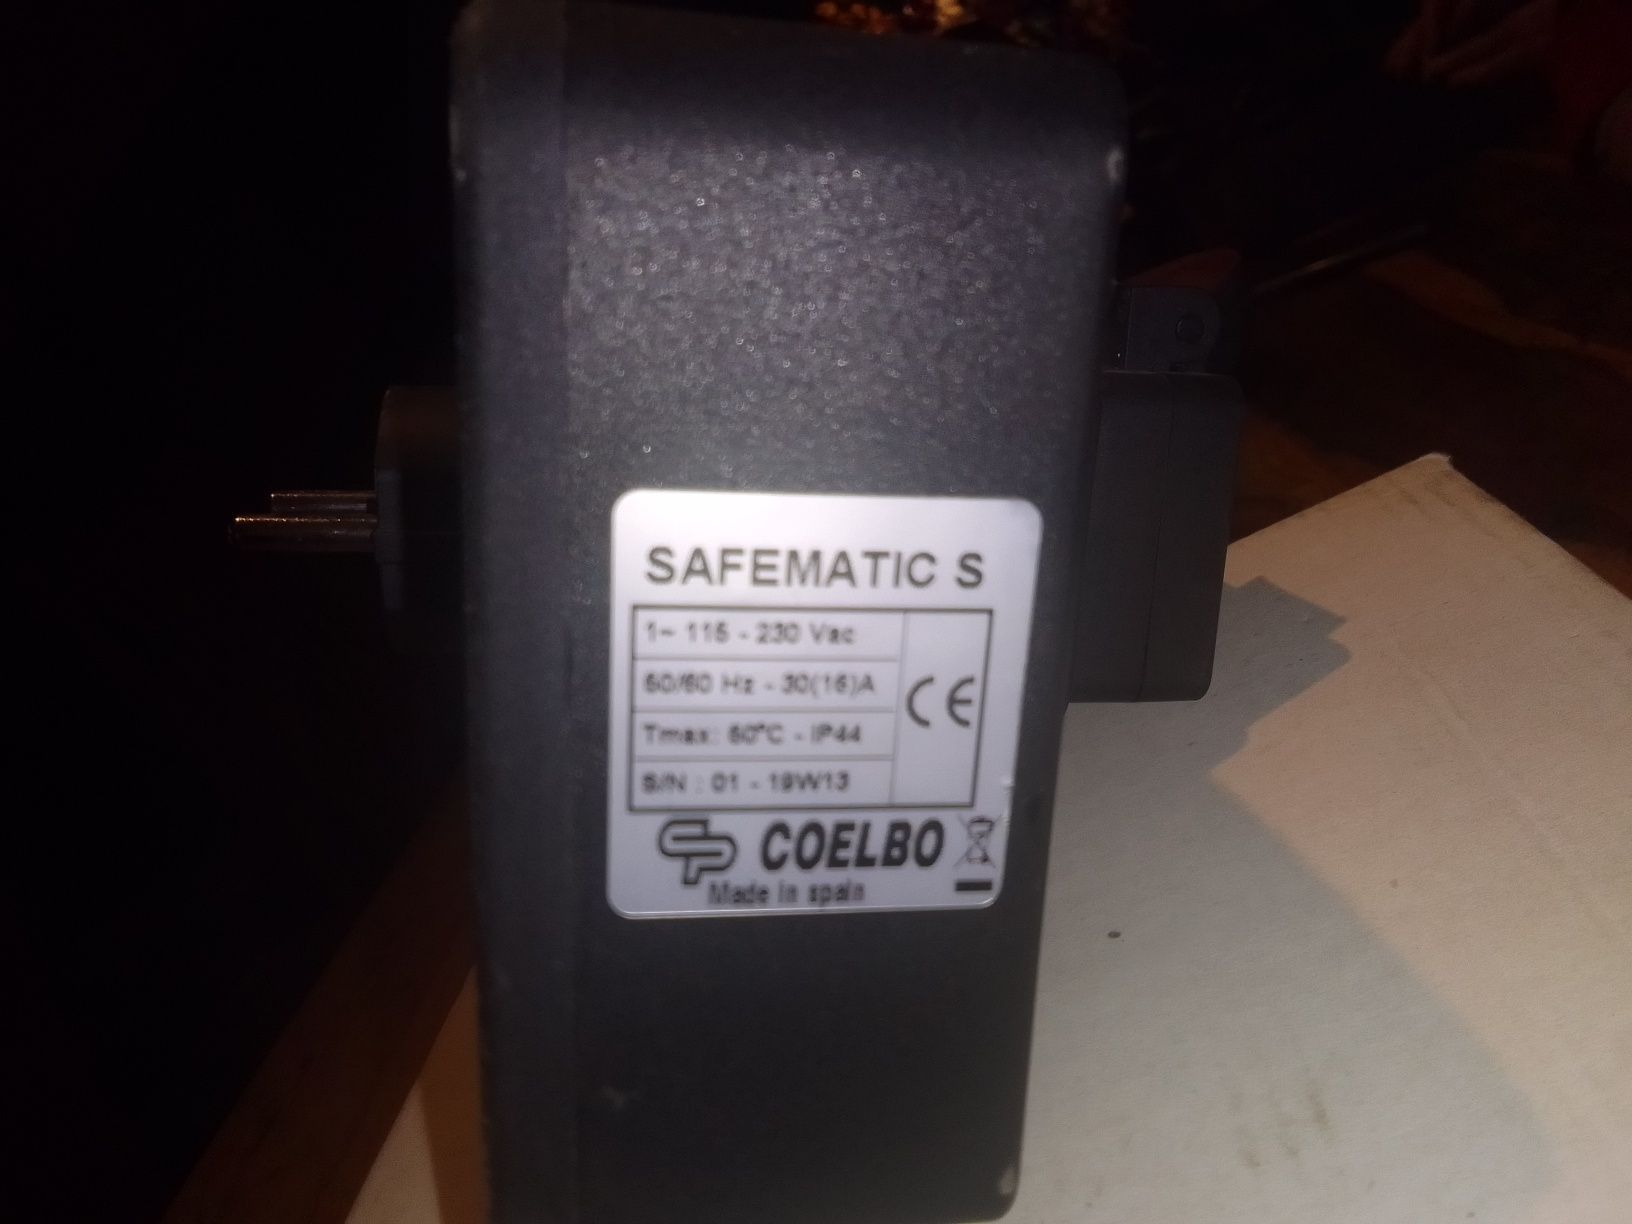 SAFEMATIC S
1~ 115 - 230 Vac
50/60 Hz - 30(16)A
Tmax: 60°C - IP44
S/N : 01 - 19W13
CE
COELBO
Made in spain